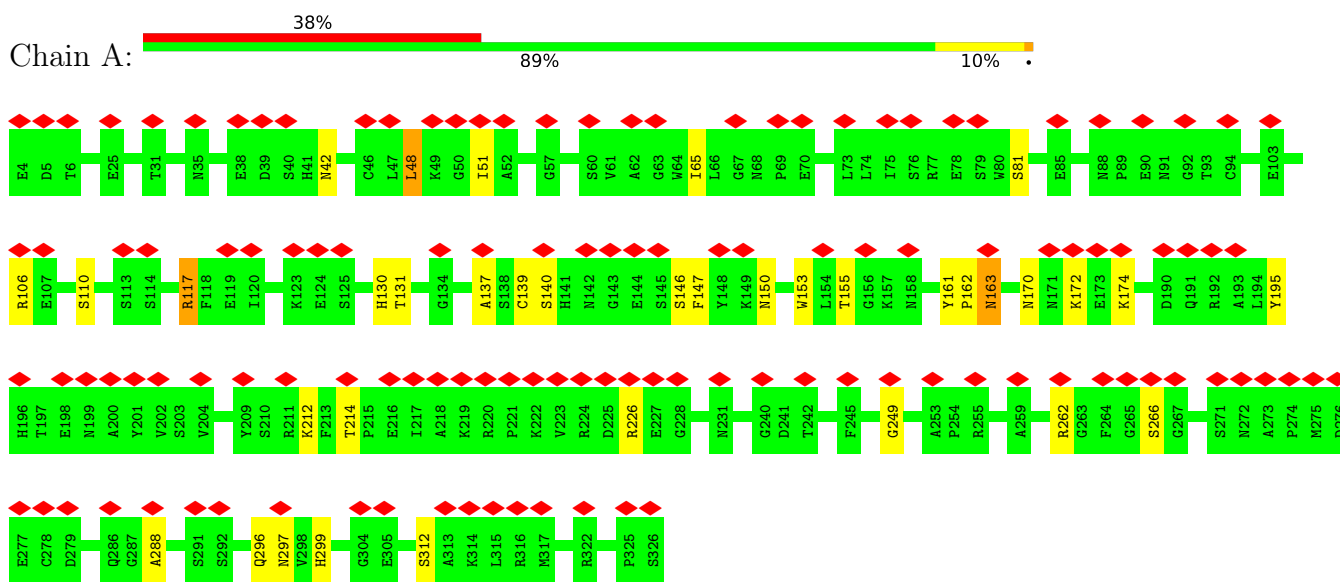 38%
Chain A:
89% 10% •
E4 D5 T6 E25 T31 N35 E38 D39 S40 H41 N42 C46 L47 L48 K49 G50 I51 A52 G57 S60 V61 A62 G63 W64 I65 L66 G67 N68 P69 E70 L73 L74 I75 S76 R77 E78 S79 W80 S81 E85 N88 P89 E90 N91 G92 T93 C94 E103
R106 E107 S110 S113 S114 R117 F118 E119 I120 K123 E124 S125 H130 T131 G134 A137 S138 C139 S140 H141 N142 G143 E144 S145 S146 F147 Y148 K149 N150 W153 L154 T155 G156 K157 N158 Y161 P162 N163 N170 N171 K172 E173 K174 D190 Q191 R192 A193 L194 Y195
H196 T197 E198 N199 A200 Y201 V202 S203 V204 Y209 S210 R211 K212 F213 T214 P215 E216 I217 A218 K219 R220 P221 K222 V223 R224 D225 R226 E227 G228 N231 G240 D241 T242 F245 G249 A253 P254 R255 A259 R262 G263 F264 G265 S266 G267 S271 N272 A273 P274 M275
E277 C278 D279 Q286 G287 A288 S291 S292 Q296 N297 V298 H299 G304 E305 S312 A313 K314 L315 R316 M317 R322 P325 S326